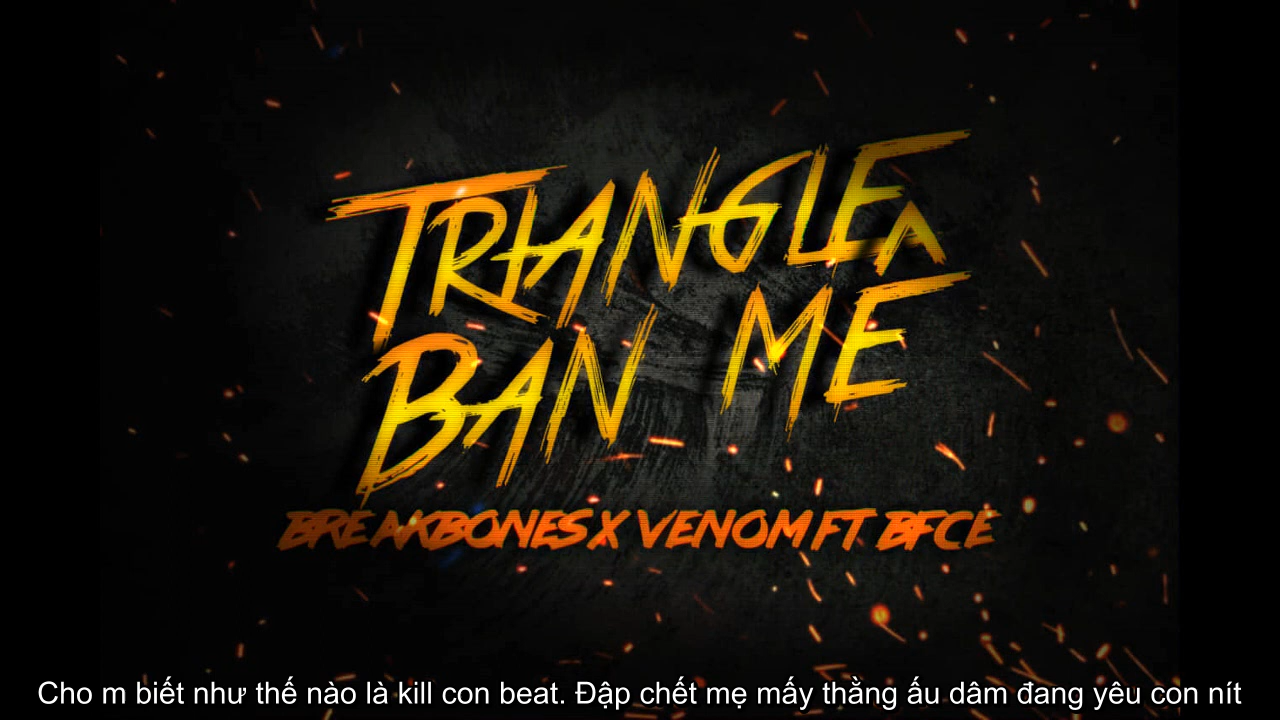 TRIANGLE
BAN ME
BREAKBONES X VENOM FT BFCE
Cho m biết như thế nào là kill con beat. Đập chết mẹ mấy thằng ấu dâm đang yêu con nít